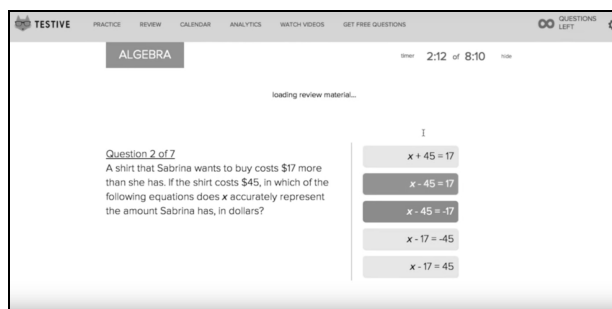 TESTIVE PRACTICE REVIEW CALENDAR ANALYTICS WATCH VIDEOS GET FREE QUESTIONS ∞ QUESTIONS LEFT
ALGEBRA
timer 2:12 of 8:10 hide
loading review material...
Question 2 of 7
A shirt that Sabrina wants to buy costs $17 more
than she has. If the shirt costs $45, in which of the
following equations does x accurately represent
the amount Sabrina has, in dollars?
x + 45 = 17
x - 45 = 17
x - 45 = -17
x - 17 = -45
x - 17 = 45